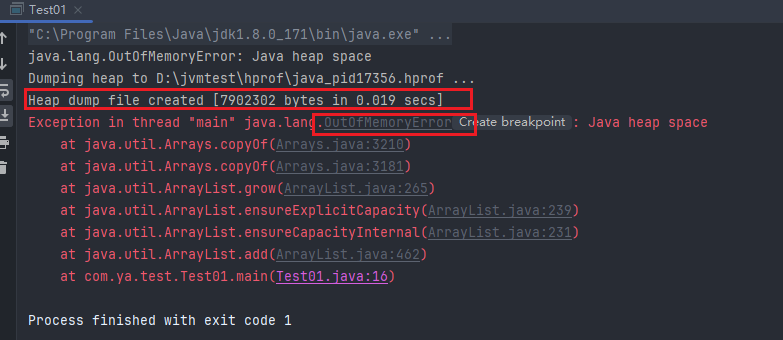 Test01
"C:\Program Files\Java\jdk1.8.0_171\bin\java.exe" ...
java.lang.OutOfMemoryError: Java heap space
Dumping heap to D:\jvmtest\hprof\java_pid17356.hprof ...
Heap dump file created [7902302 bytes in 0.019 secs]
Exception in thread "main" java.lang.OutOfMemoryError Create breakpoint : Java heap space
at java.util.Arrays.copyOf(Arrays.java:3210)
at java.util.Arrays.copyOf(Arrays.java:3181)
at java.util.ArrayList.grow(ArrayList.java:265)
at java.util.ArrayList.ensureExplicitCapacity(ArrayList.java:239)
at java.util.ArrayList.ensureCapacityInternal(ArrayList.java:231)
at java.util.ArrayList.add(ArrayList.java:462)
at com.ya.test.Test01.main(Test01.java:16)
Process finished with exit code 1